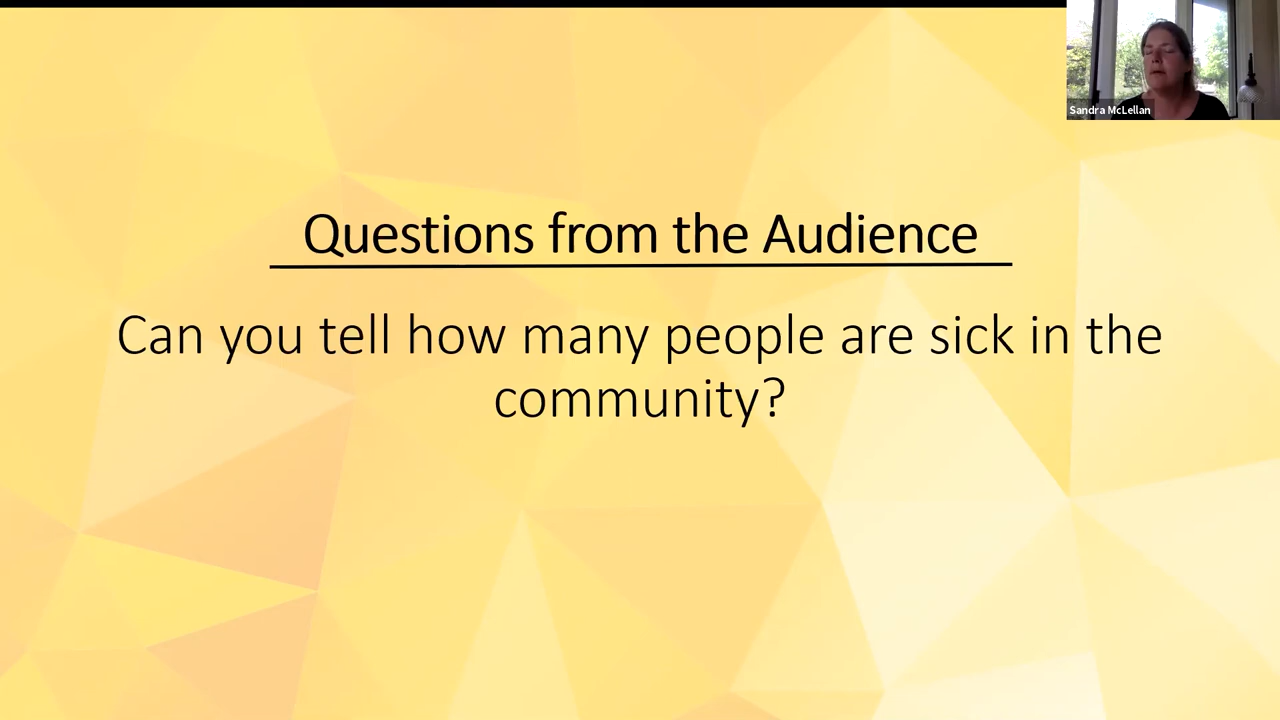 Sandra McLellan
Questions from the Audience
Can you tell how many people are sick in the
community?